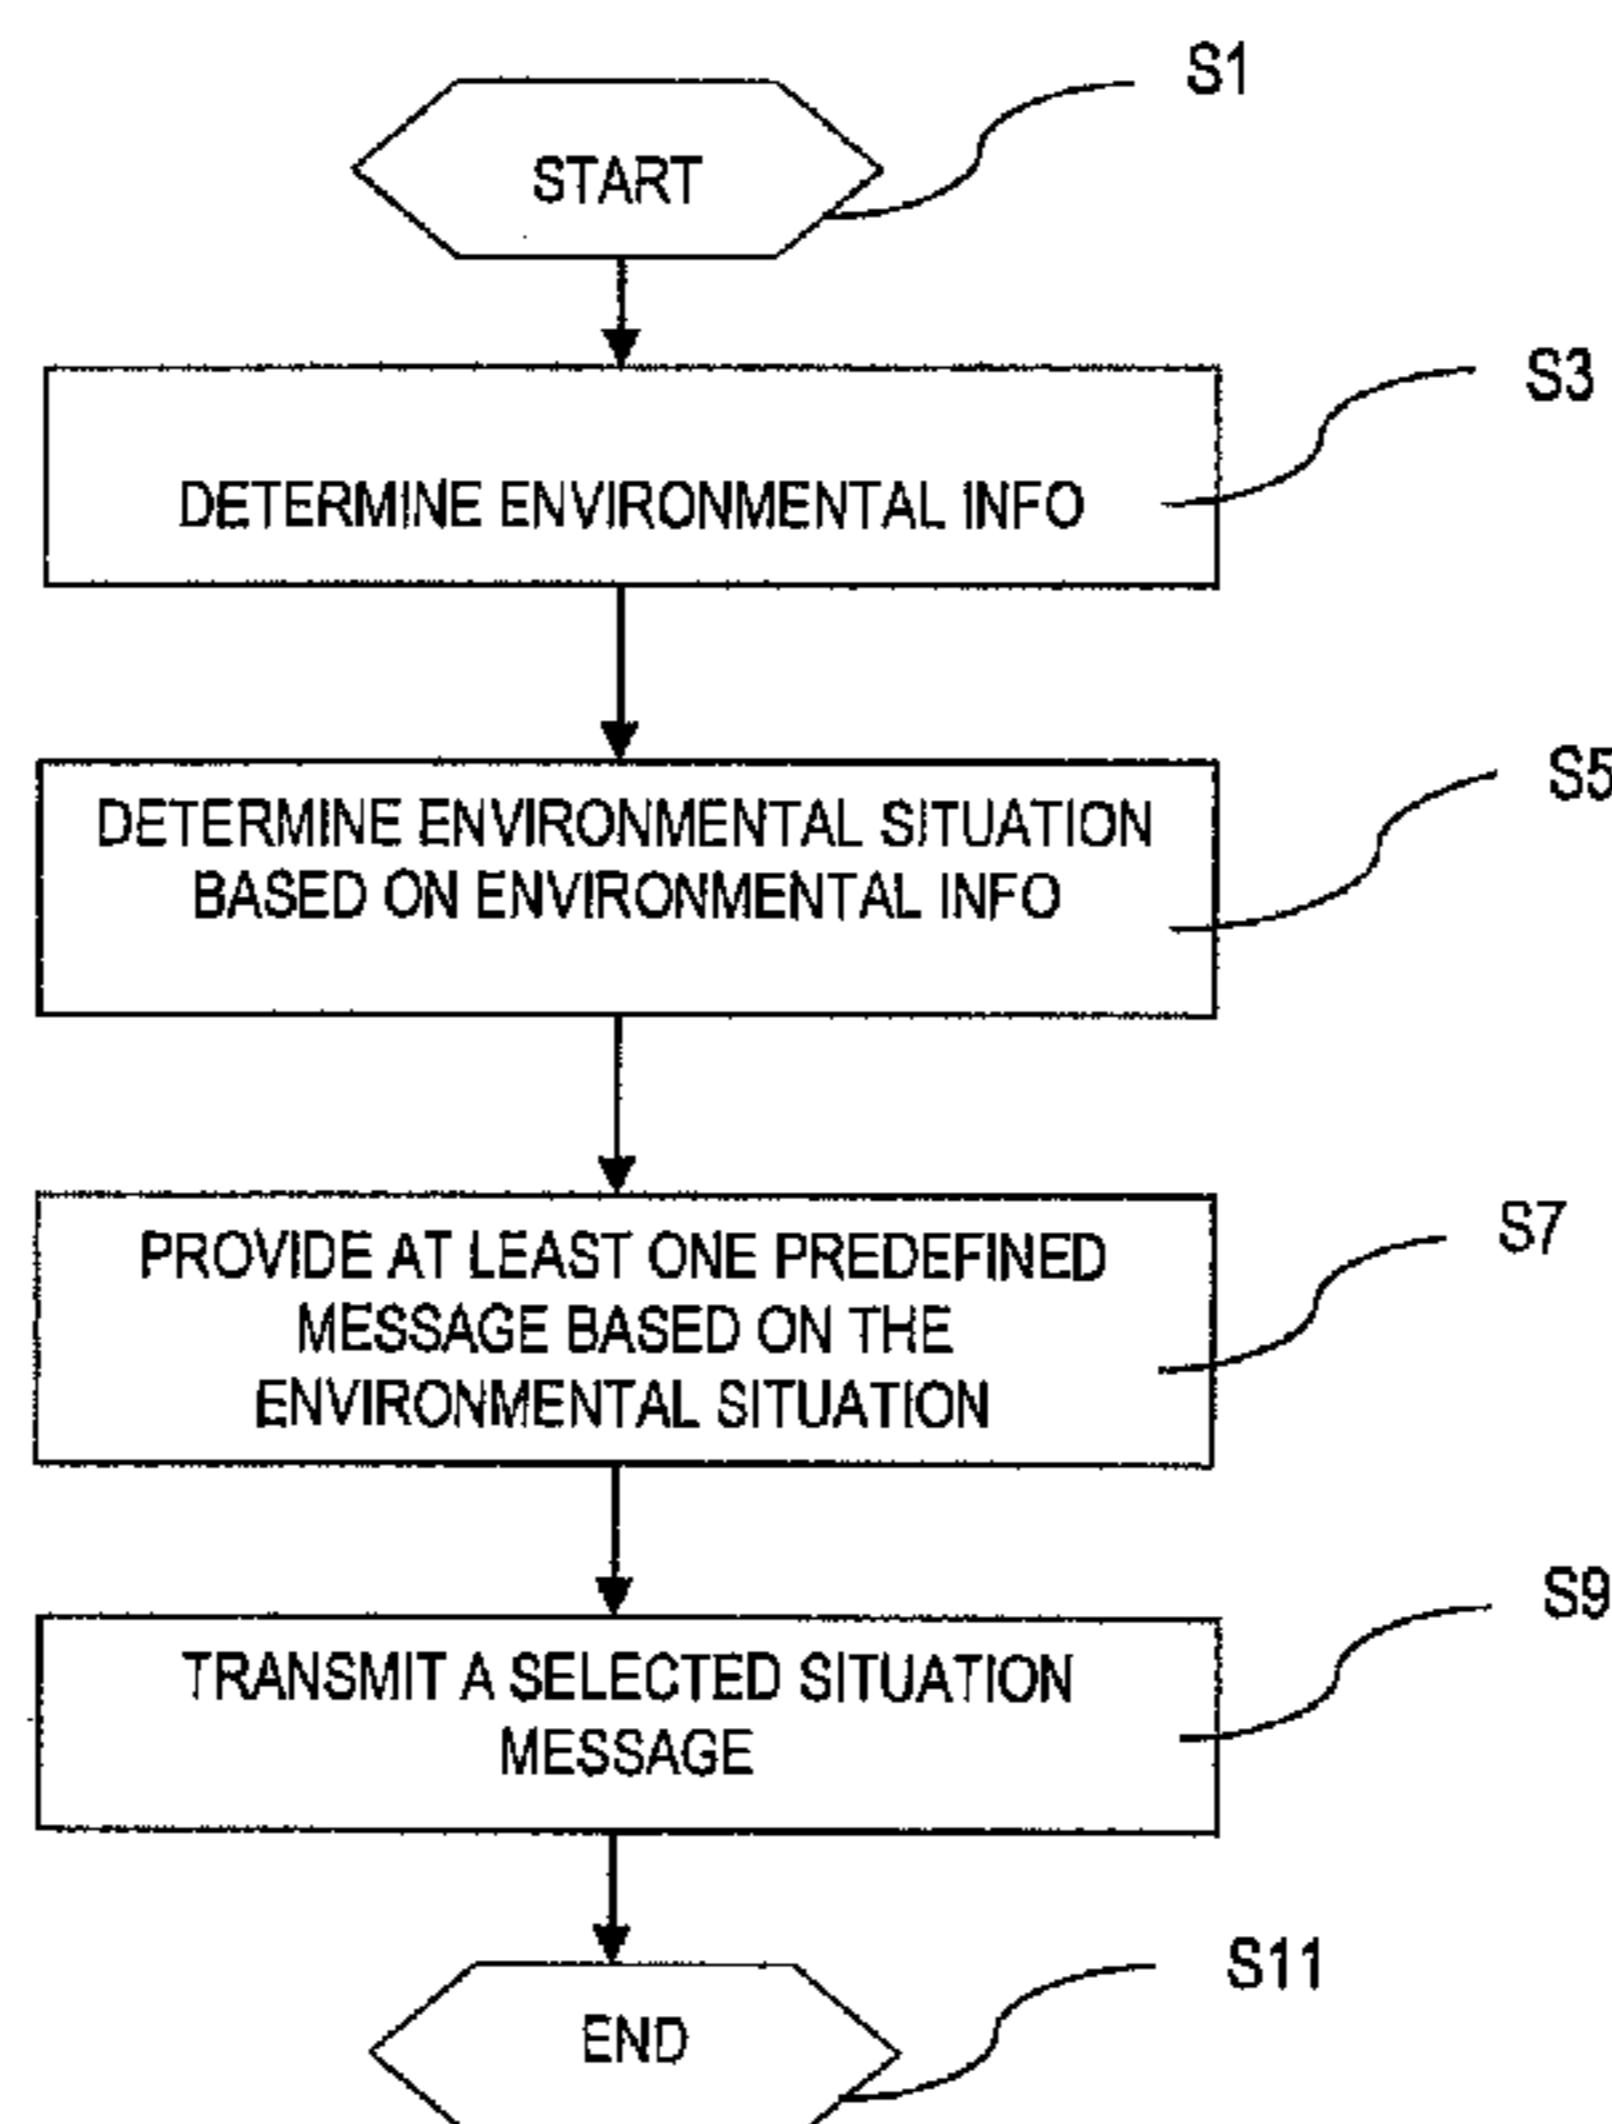 S1
START
S3
DETERMINE ENVIRONMENTAL INFO
S5
DETERMINE ENVIRONMENTAL SITUATION
BASED ON ENVIRONMENTAL INFO
S7
PROVIDE AT LEAST ONE PREDEFINED
MESSAGE BASED ON THE
ENVIRONMENTAL SITUATION
S9
TRANSMIT A SELECTED SITUATION
MESSAGE
S11
END